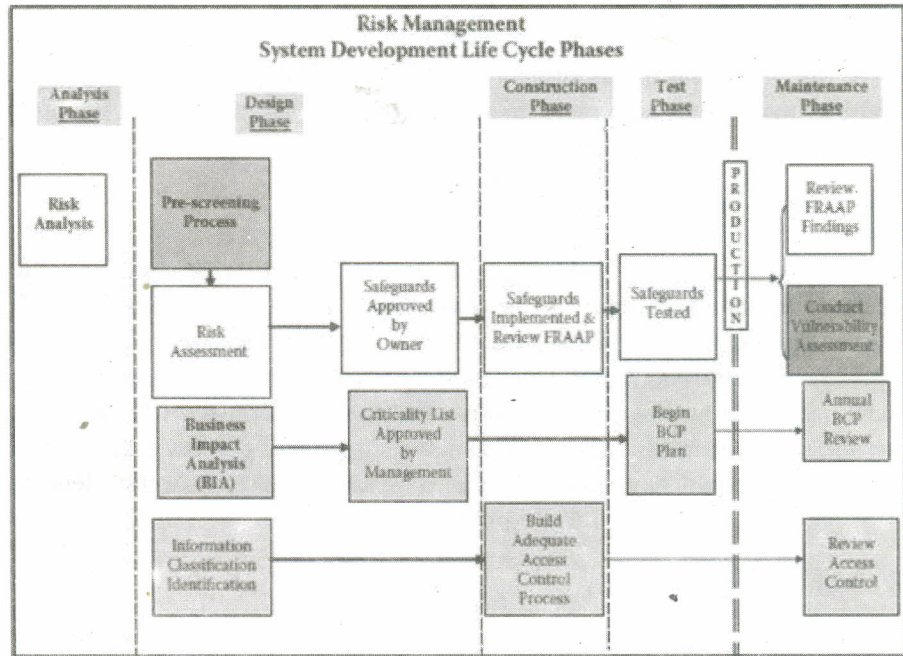 Risk Management
System Development Life Cycle Phases
Analysis
Phase
Design
Phase
Construction
Phase
Test
Phase
Maintenance
Phase
Risk
Analysis
Pre-screening
Process
Risk
Assessment
Safeguards
Approved
by
Owner
Safeguards
Implemented &
Review FRAAP
Safeguards
Tested
PRODUCTION
Review
FRAAP
Findings
Conduct
Vulnerability
Assessment
Business
Impact
Analysis
(BIA)
Criticality List
Approved
by
Management
Begin
BCP
Plan
Annual
BCP
Review
Information
Classification
Identification
Build
Adequate
Access
Control
Process
Review
Access
Control